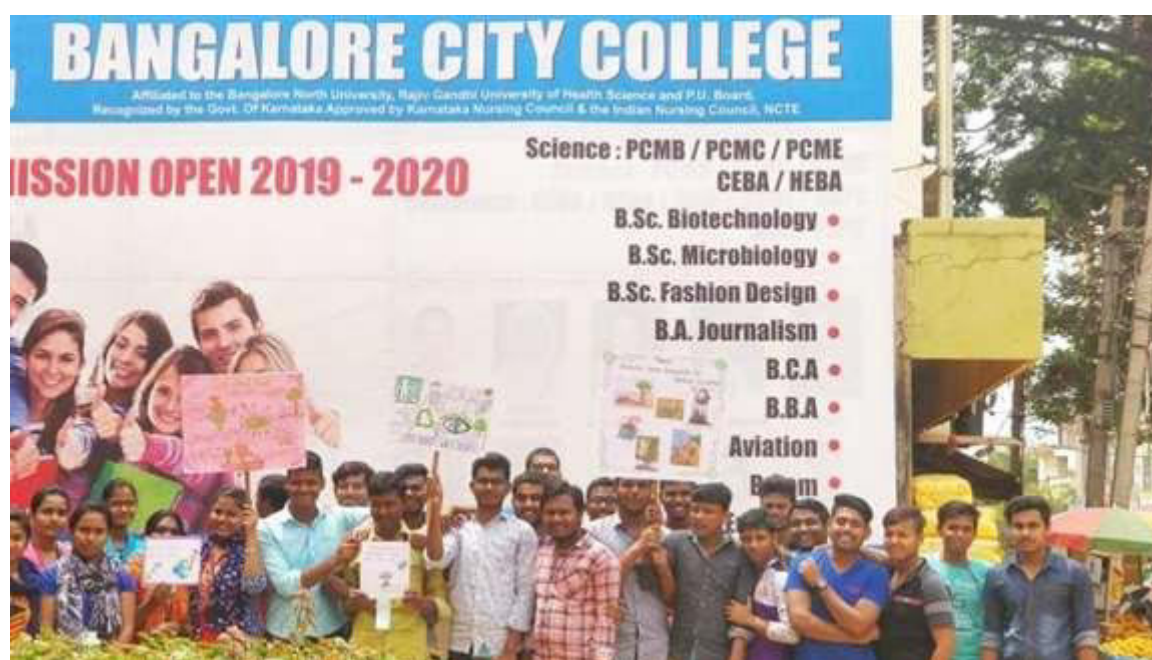 BANGALORE CITY COLLEGE
Affiliated to the Bangalore North University, Rajiv Gandhi University of Health Science and P.U. Board,
Recognized by the Govt. Of Karnataka Approved by Karnataka Nursing Council & the Indian Nursing Council, NCTE
ISSION OPEN 2019 - 2020
Science : PCMB / PCMC / PCME
CEBA / HEBA
B.Sc. Biotechnology
B.Sc. Microbiology
B.Sc. Fashion Design
B.A. Journalism
B.C.A
B.B.A
Aviation